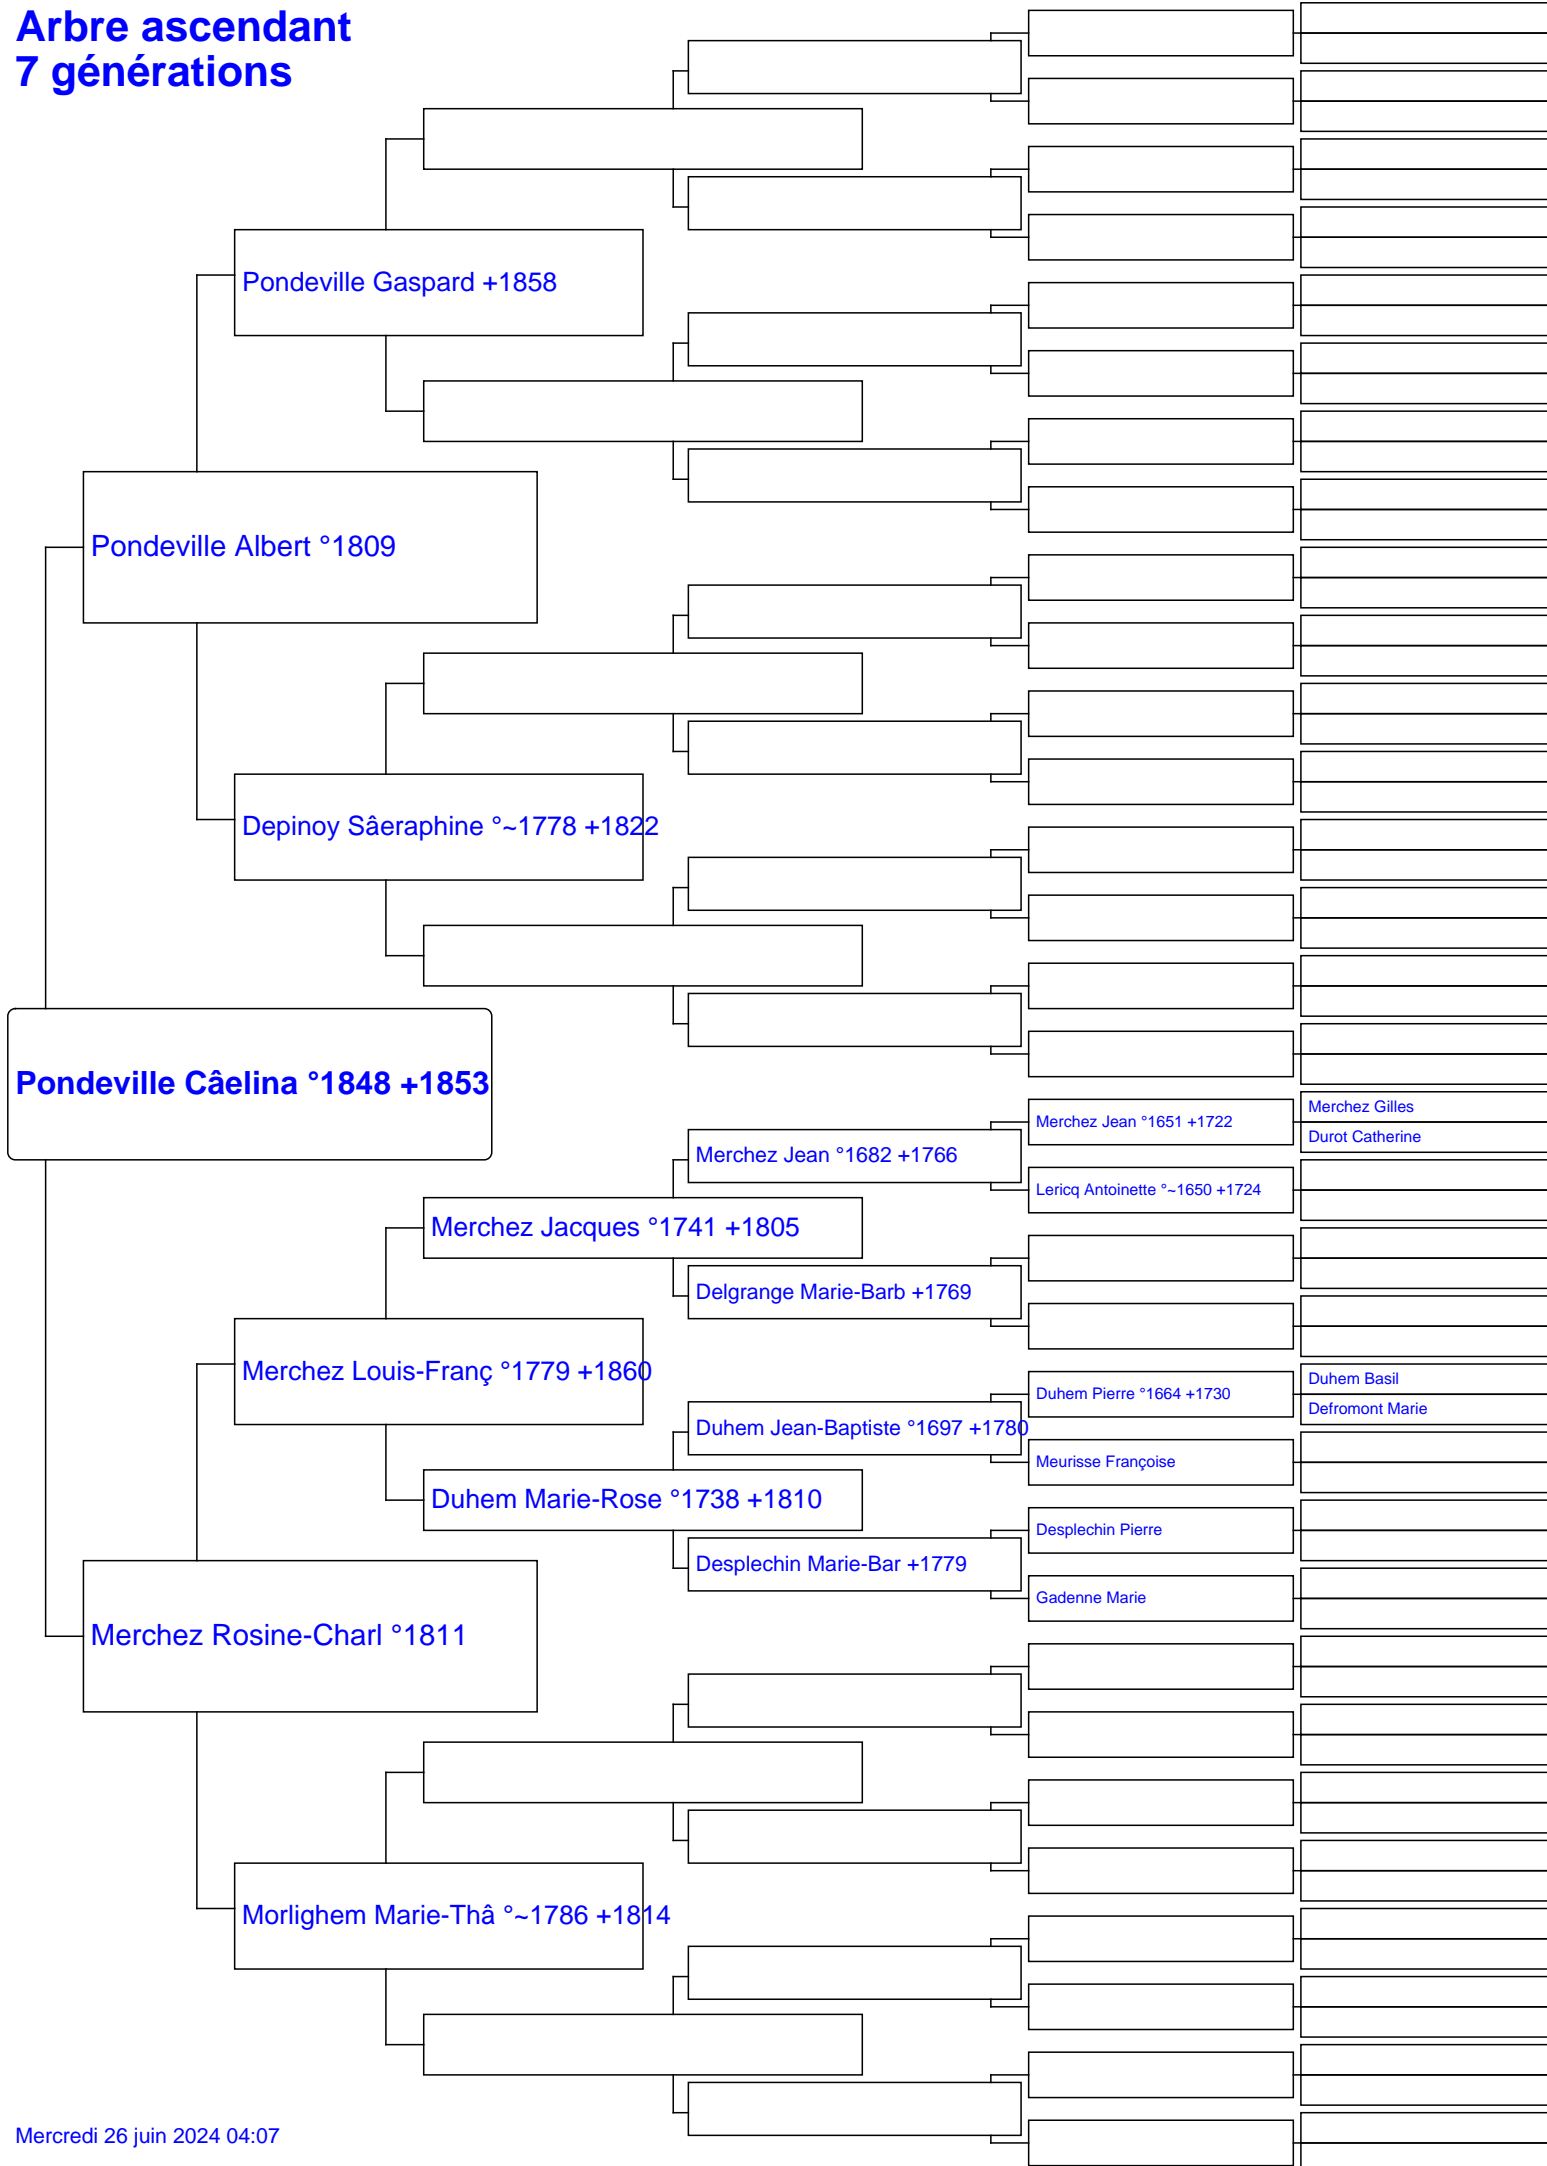 Arbre ascendant
7 générations
Pondeville Gaspard +1858
Pondeville Albert °1809
Depinoy Sâeraphine °~1778 +1822
Pondeville Câelina °1848 +1853
Merchez Jean °1651 +1722
Merchez Gilles
Durot Catherine
Merchez Jean °1682 +1766
Lericq Antoinette °~1650 +1724
Merchez Jacques °1741 +1805
Delgrange Marie-Barb +1769
Merchez Louis-Franç °1779 +1860
Duhem Pierre °1664 +1730
Duhem Basil
Defromont Marie
Duhem Jean-Baptiste °1697 +1780
Meurisse Françoise
Duhem Marie-Rose °1738 +1810
Desplechin Pierre
Desplechin Marie-Bar +1779
Gadenne Marie
Merchez Rosine-Charl °1811
Morlighem Marie-Thâ °~1786 +1814
Mercredi 26 juin 2024 04:07